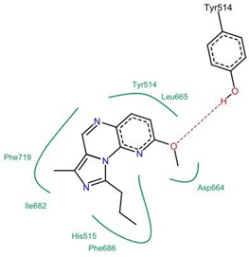 Tyr514
O
H
Tyr514
Leu665
N
O
Phe719
N
N
N
Asp664
Ile682
His515
Phe686